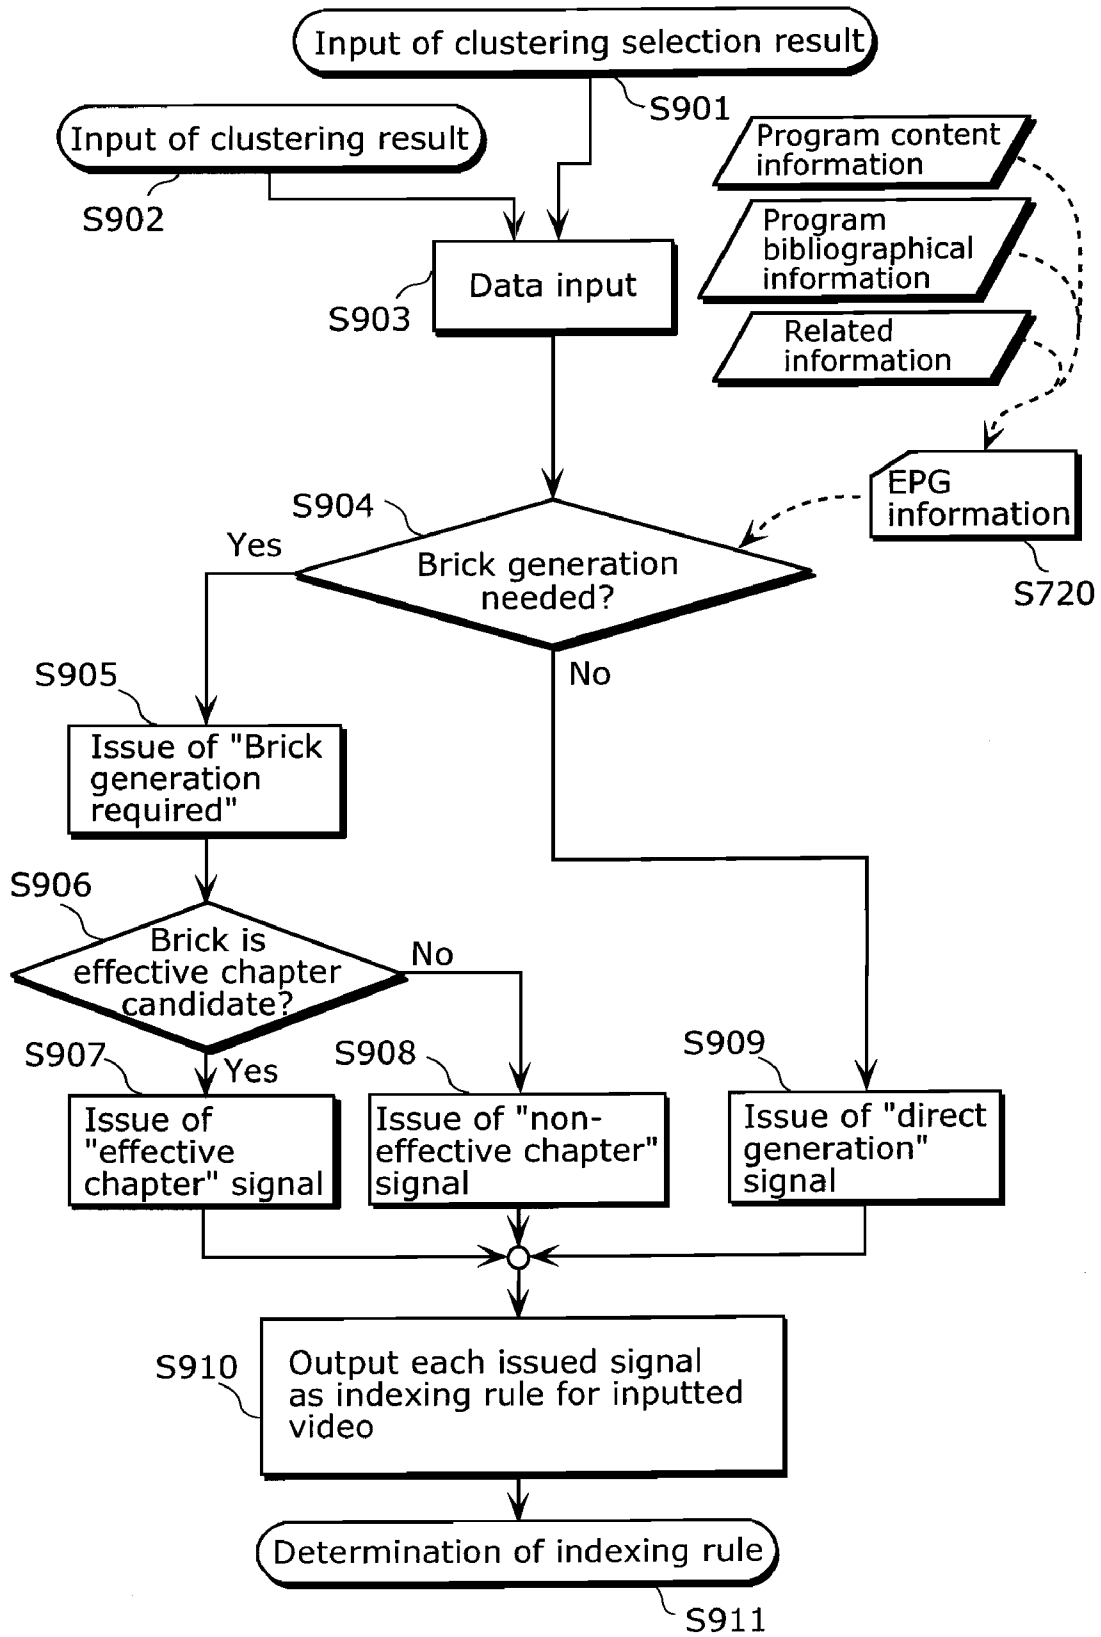 Input of clustering selection result
S901
Input of clustering result
S902
Program content
information
Program
bibliographical
information
Related
information
Data input
S903
EPG
information
S720
S904
Brick generation
needed?
Yes
No
S905
Issue of "Brick
generation
required"
S906
Brick is
effective chapter
candidate?
No
Yes
S907
Issue of
"effective
chapter" signal
S908
Issue of "non-
effective chapter"
signal
S909
Issue of "direct
generation"
signal
S910
Output each issued signal
as indexing rule for inputted
video
Determination of indexing rule
S911